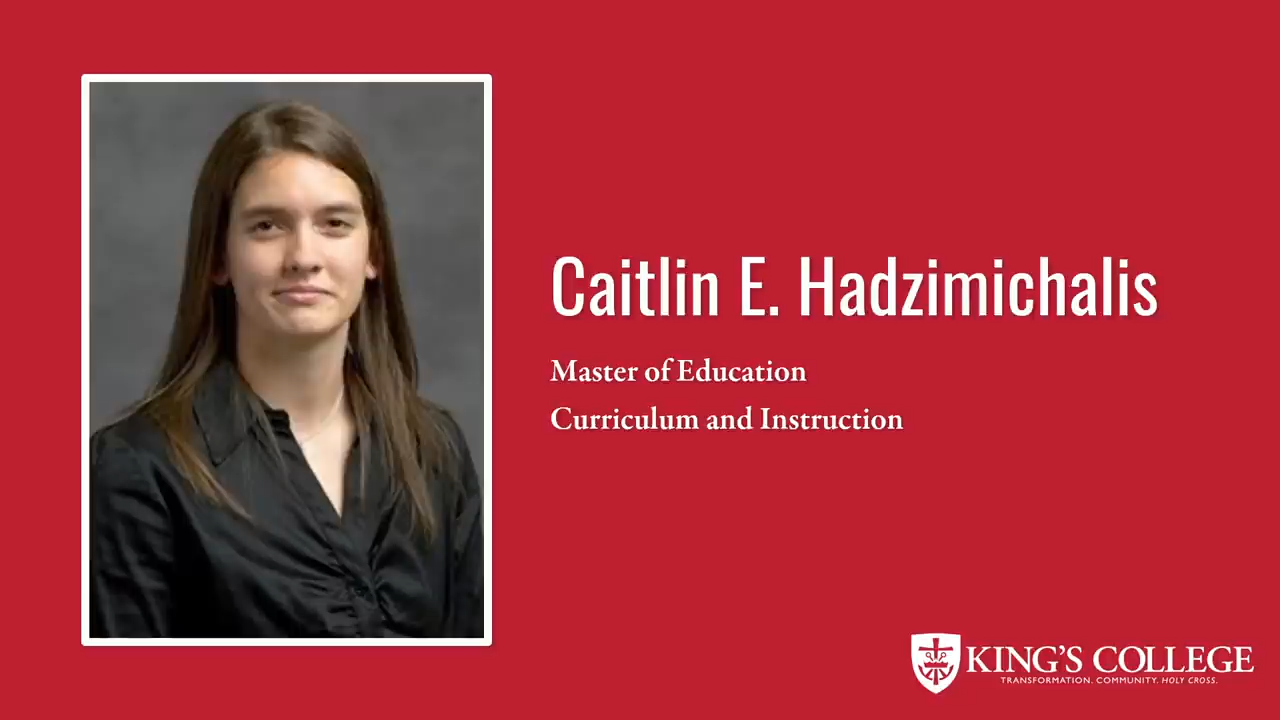 Caitlin E. Hadzimichalis
Master of Education
Curriculum and Instruction
KING'S COLLEGE
TRANSFORMATION. COMMUNITY. HOLY CROSS.